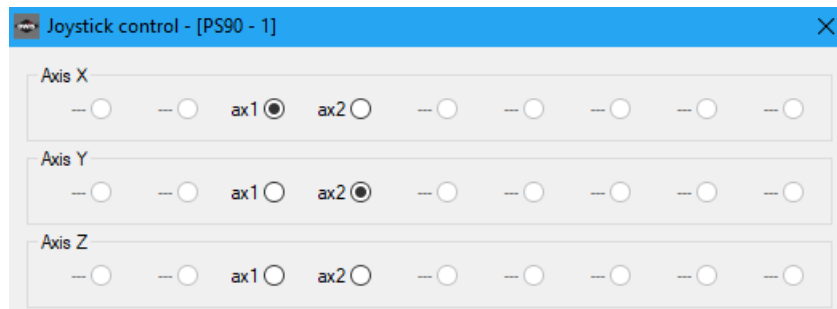 Joystick control - [PS90 - 1]
Axis X
--- --- ax1 ax2 --- --- --- --- ---
Axis Y
--- --- ax1 ax2 --- --- --- --- ---
Axis Z
--- --- ax1 ax2 --- --- --- --- ---